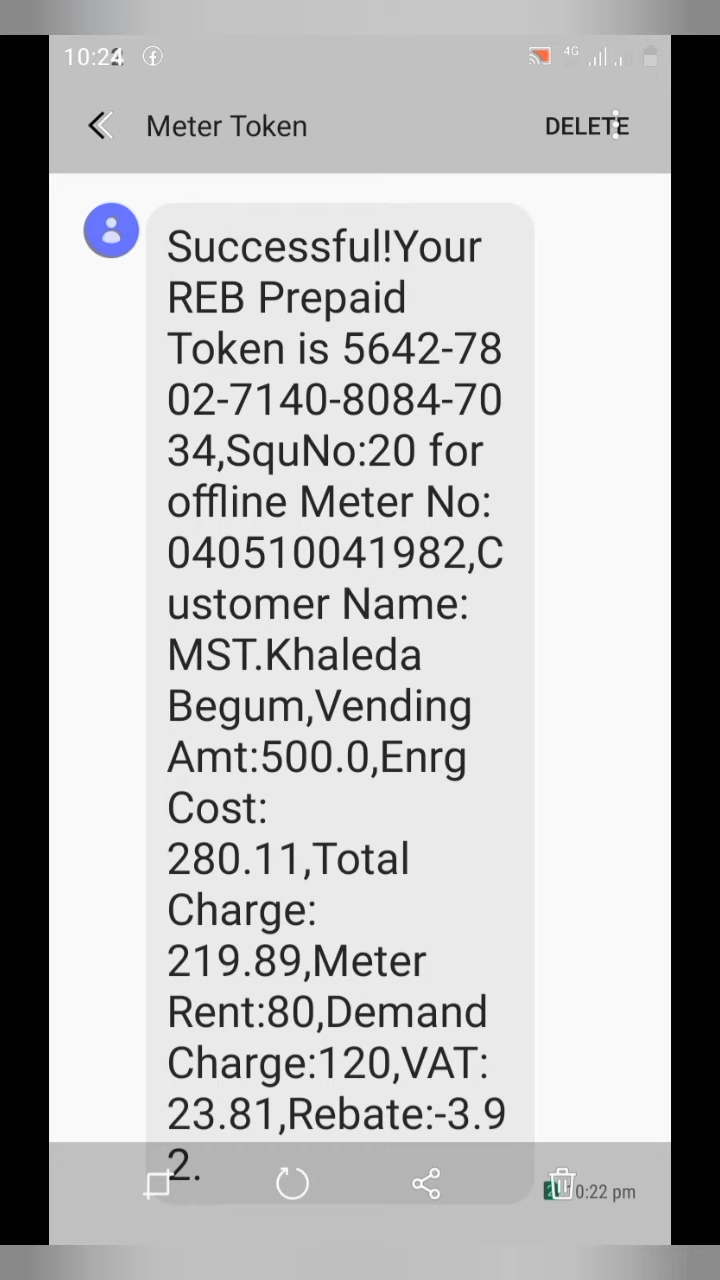 10:24
4G
Meter Token
DELETE
Successful!Your
REB Prepaid
Token is 5642-78
02-7140-8084-70
34,SquNo:20 for
offline Meter No:
040510041982,C
ustomer Name:
MST.Khaleda
Begum,Vending
Amt:500.0,Enrg
Cost:
280.11,Total
Charge:
219.89,Meter
Rent:80,Demand
Charge:120,VAT:
23.81,Rebate:-3.9
2.
0:22 pm